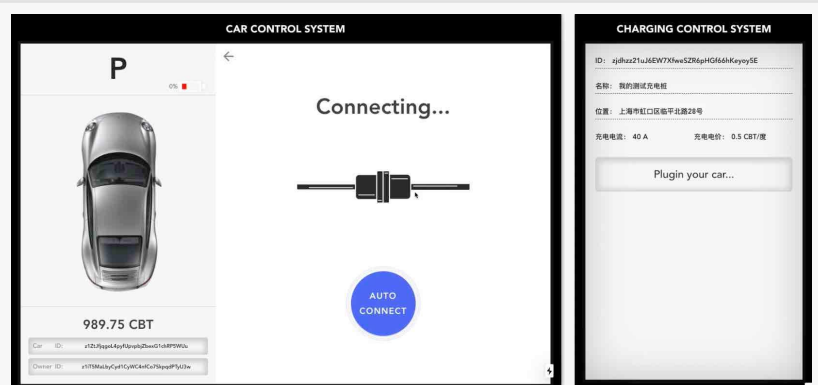 CAR CONTROL SYSTEM
P
0%
Connecting...
AUTO
CONNECT
989.75 CBT
Car ID:
Owner ID:
CHARGING CONTROL SYSTEM
ID: zjdhzz21uJ6EW7XfweSZR6pHGf66hKeyoy5E
名称: 我的测试充电桩
位置: 上海市虹口区临平北路28号
充电电流: 40 A 充电电价: 0.5 CBT/度
Plugin your car...